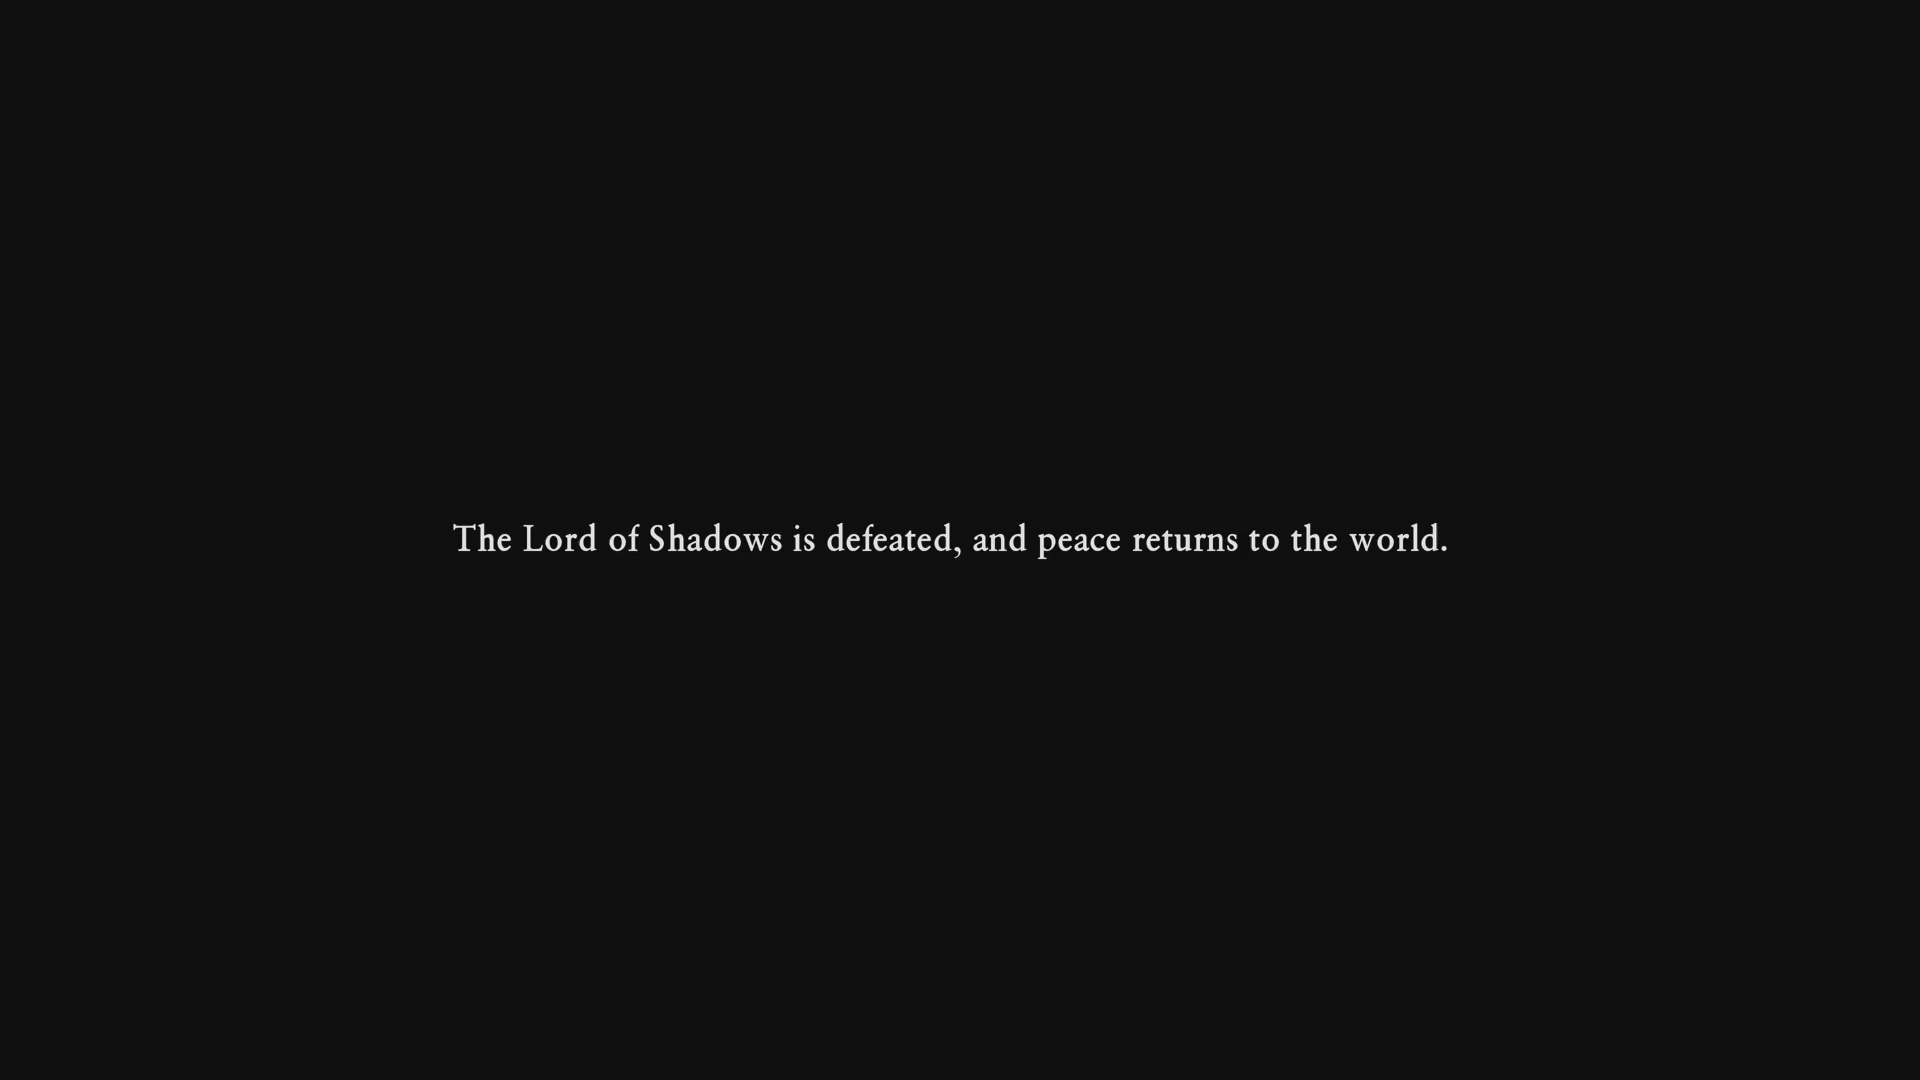 The Lord of Shadows is defeated, and peace returns to the world.